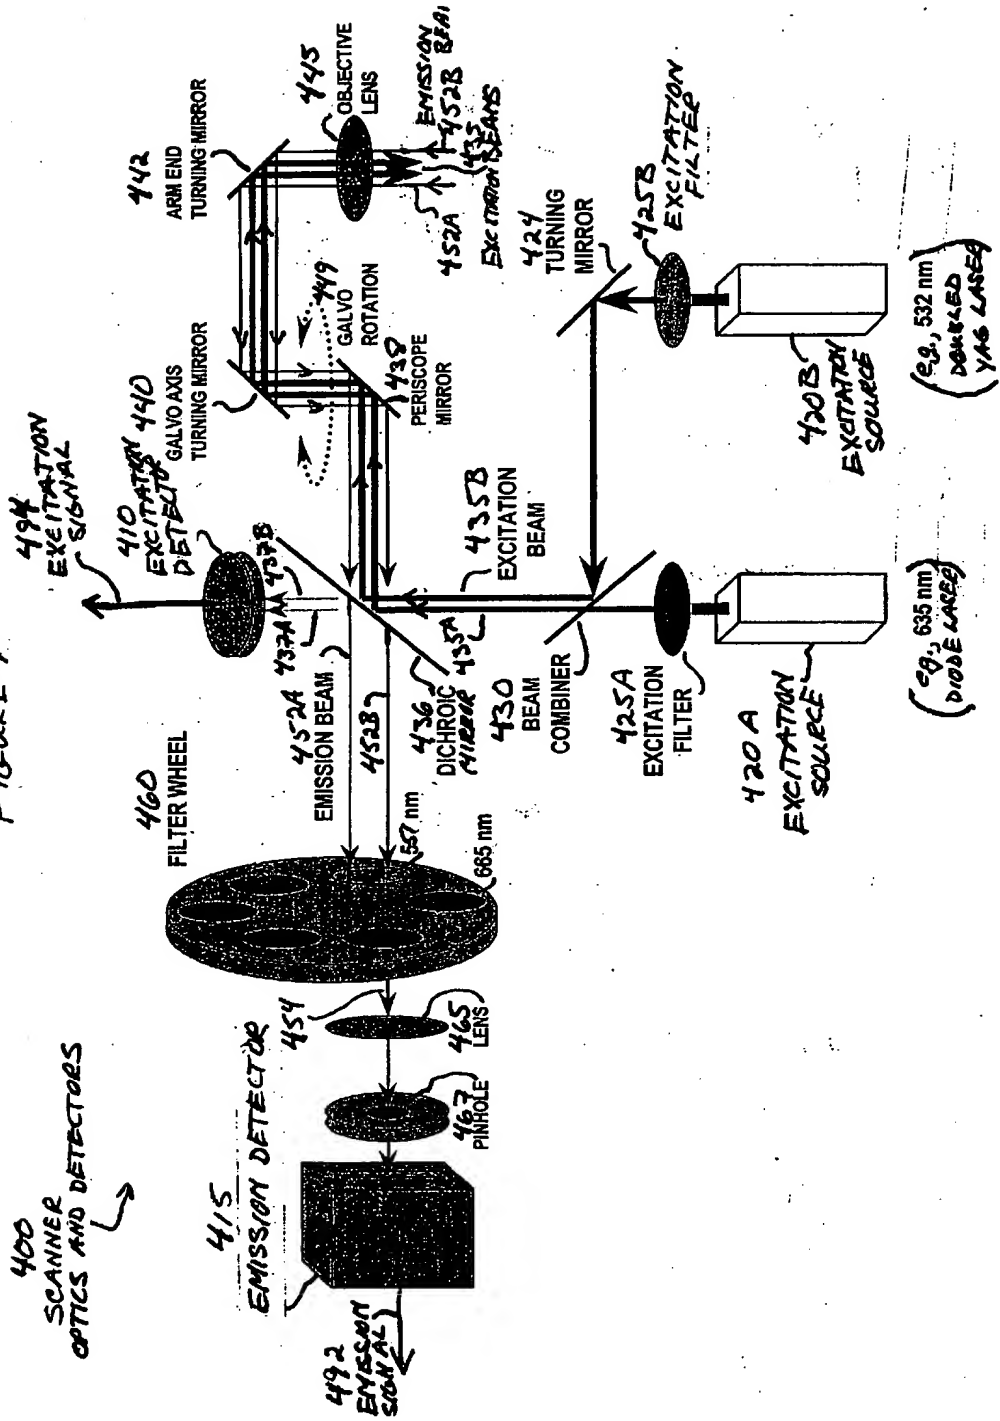 FIGURE 4
400
SCANNER
OPTICS AND DETECTORS
494
EXCITATION
SIGNAL
410
EXCITATION
DETECTOR
440
GALVO AXIS
TURNING MIRROR
442
ARM END
TURNING MIRROR
445
OBJECTIVE
LENS
EMISSION
452B BEA
435
EXCITATION BEAMS
452A
449
GALVO
ROTATION
438
PERISCOPE
MIRROR
437B
437A
460
FILTER WHEEL
452A
EMISSION BEAM
452B
557 nm
665 nm
436
DICHROIC
MIRROR
435A
435B
EXCITATION
BEAM
430
BEAM
COMBINER
424
TURNING
MIRROR
425B
EXCITATION
FILTER
425A
EXCITATION
FILTER
420A
EXCITATION
SOURCE
(e.g., 635 nm
DIODE LASER)
420B
EXCITATION
SOURCE
(e.g., 532 nm
DOUBLED
YAG LASER)
454
465
LENS
467
PINHOLE
415
EMISSION DETECTOR
492
EMISSION
SIGNAL